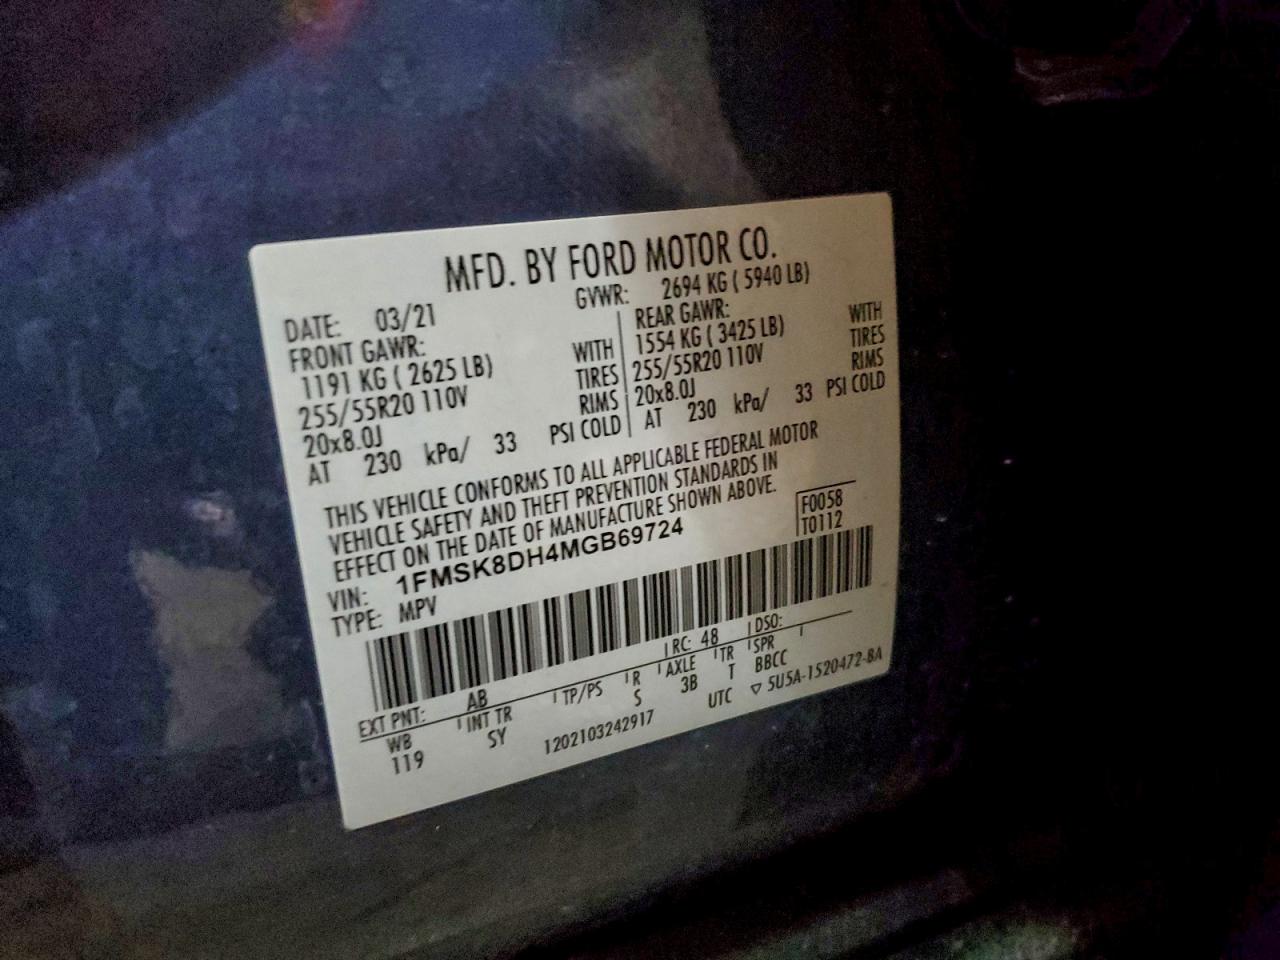 MFD. BY FORD MOTOR CO.
DATE: 03/21 GVWR: 2694 KG ( 5940 LB)
FRONT GAWR: REAR GAWR:
1191 KG ( 2625 LB) WITH 1554 KG ( 3425 LB) WITH
255/55R20 110V TIRES 255/55R20 110V TIRES
20x8.0J RIMS 20x8.0J RIMS
AT 230 kPa/ 33 PSI COLD AT 230 kPa/ 33 PSI COLD
THIS VEHICLE CONFORMS TO ALL APPLICABLE FEDERAL MOTOR
VEHICLE SAFETY AND THEFT PREVENTION STANDARDS IN
EFFECT ON THE DATE OF MANUFACTURE SHOWN ABOVE.
F0058
T0112
VIN: 1FMSK8DH4MGB69724
TYPE: MPV
EXT PNT: AB RC: 48 DSO:
WB INT TR TP/PS R AXLE TR SPR
119 SY S 3B T BBCC
1202103242917 UTC ▽ 5U5A-1520472-BA